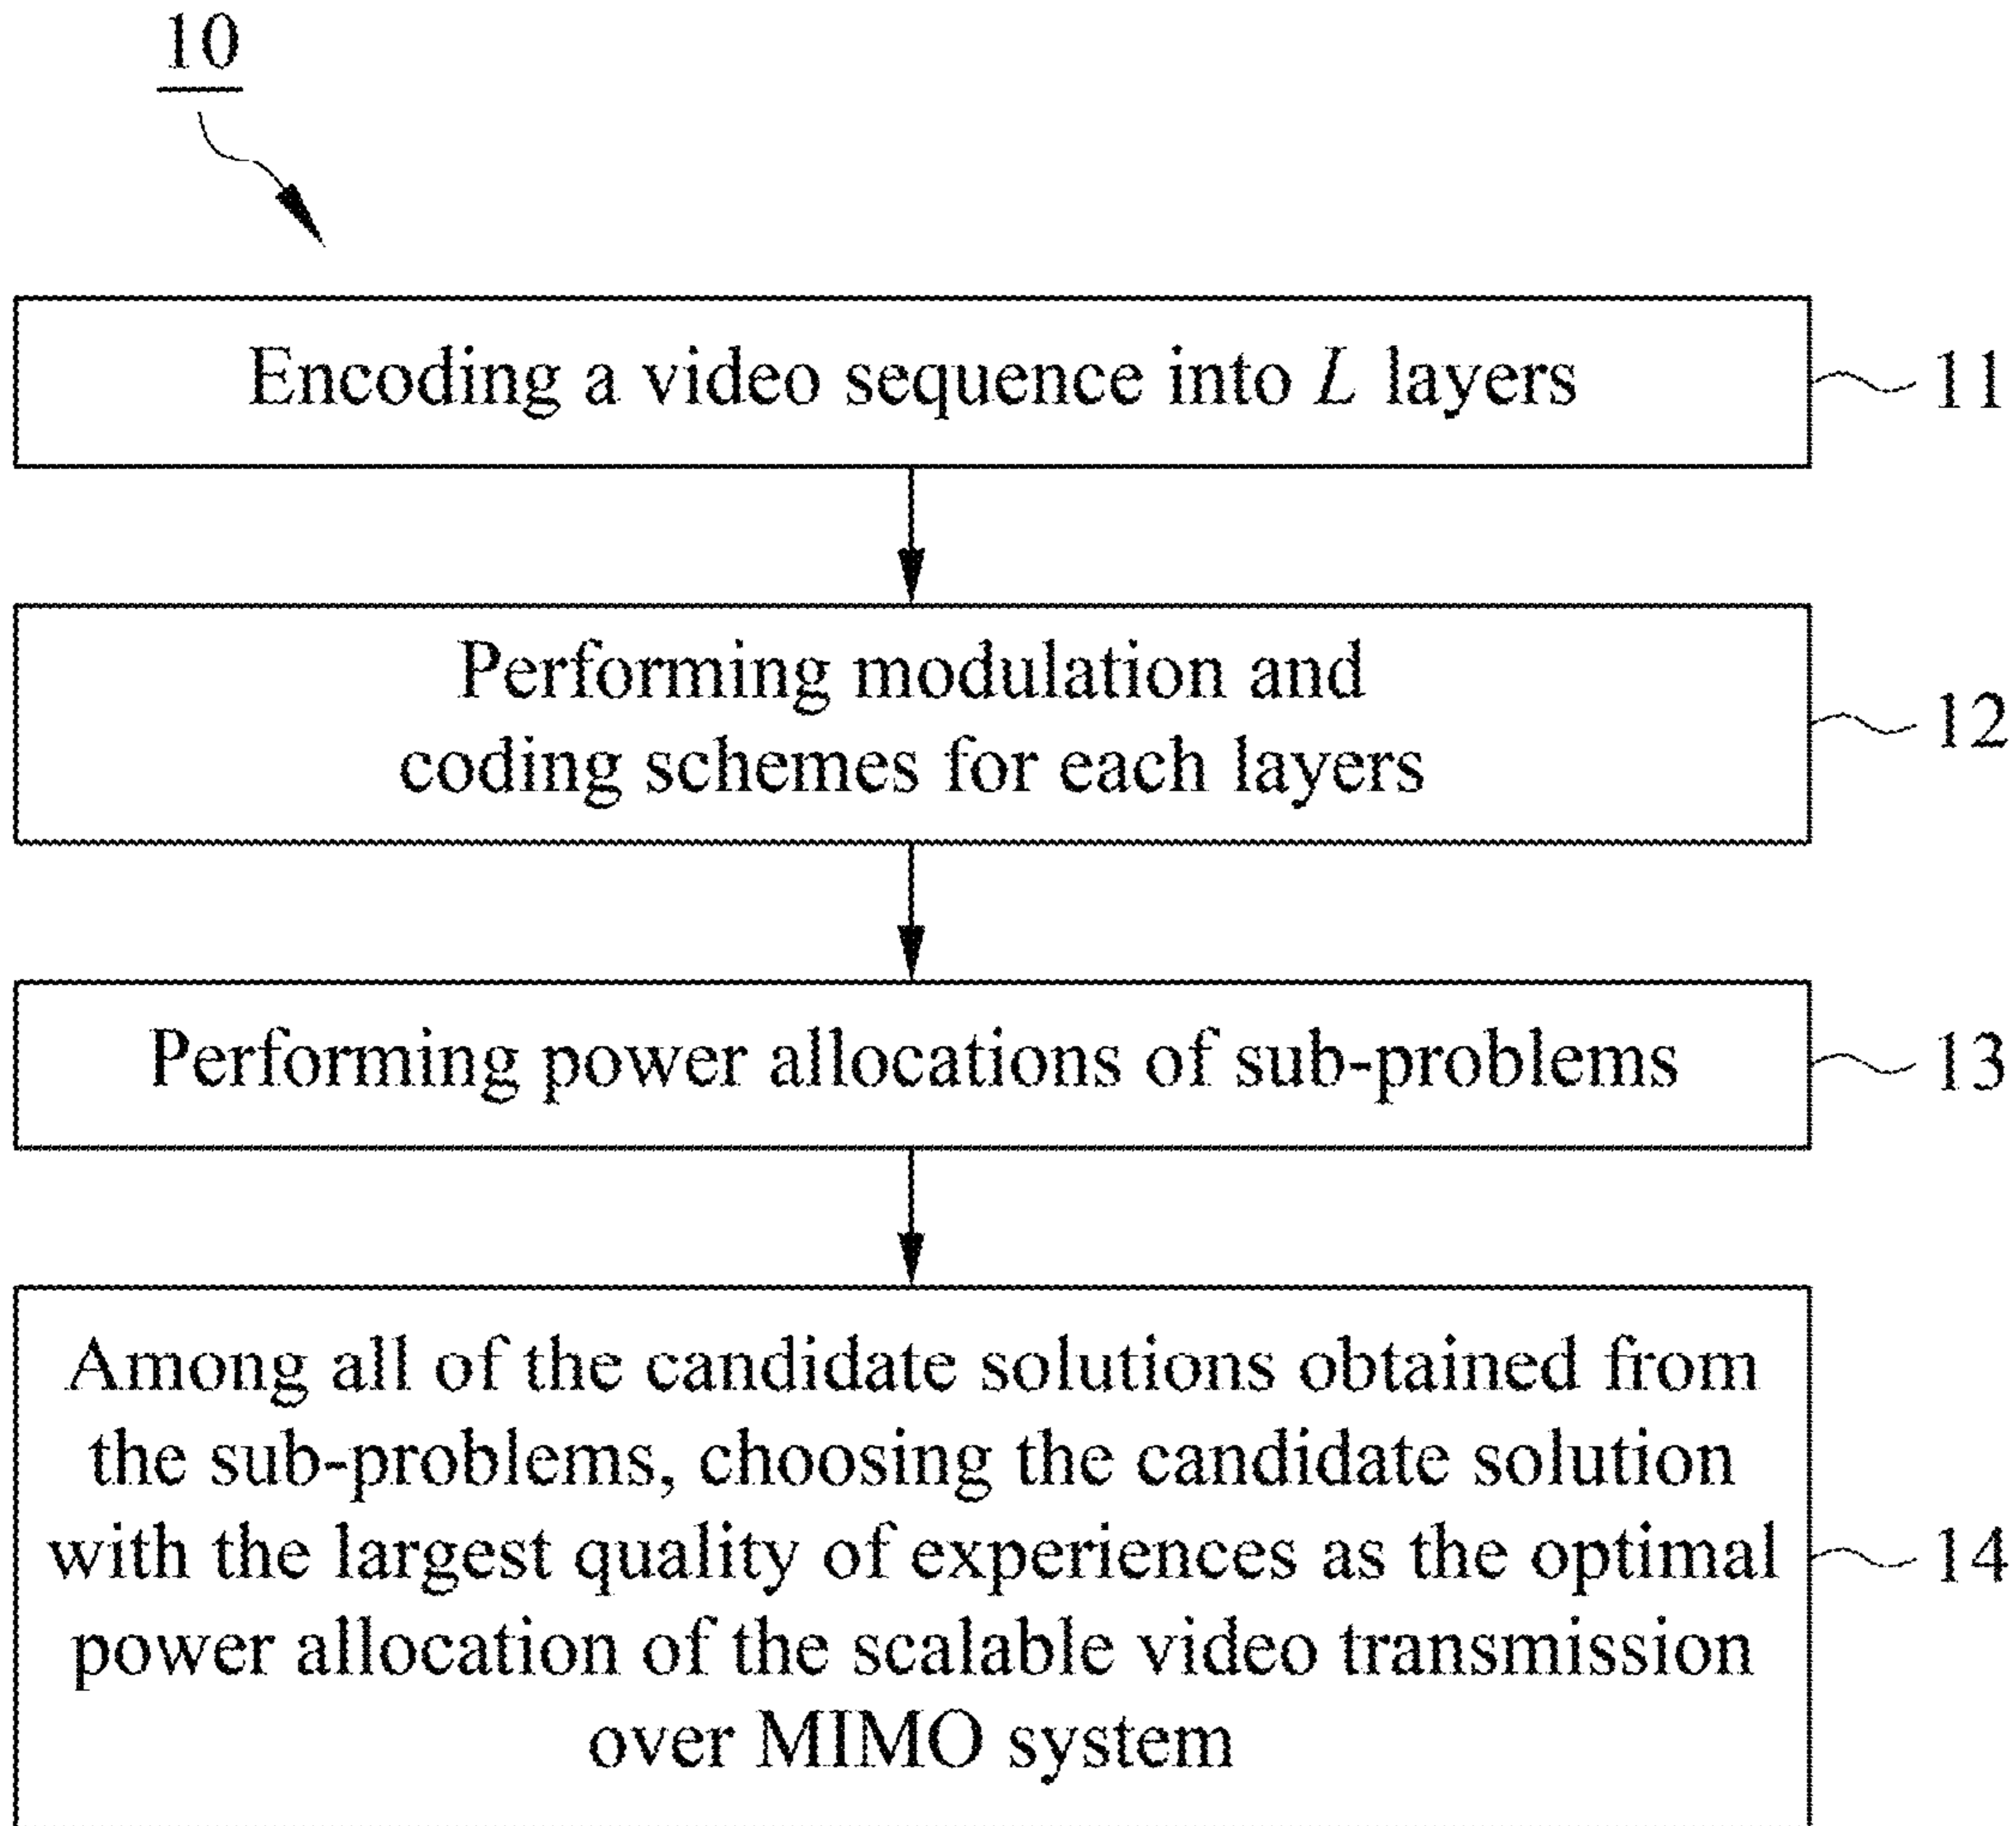 10
Encoding a video sequence into L layers
11
Performing modulation and
coding schemes for each layers
12
Performing power allocations of sub-problems
13
Among all of the candidate solutions obtained from
the sub-problems, choosing the candidate solution
with the largest quality of experiences as the optimal
power allocation of the scalable video transmission
over MIMO system
14